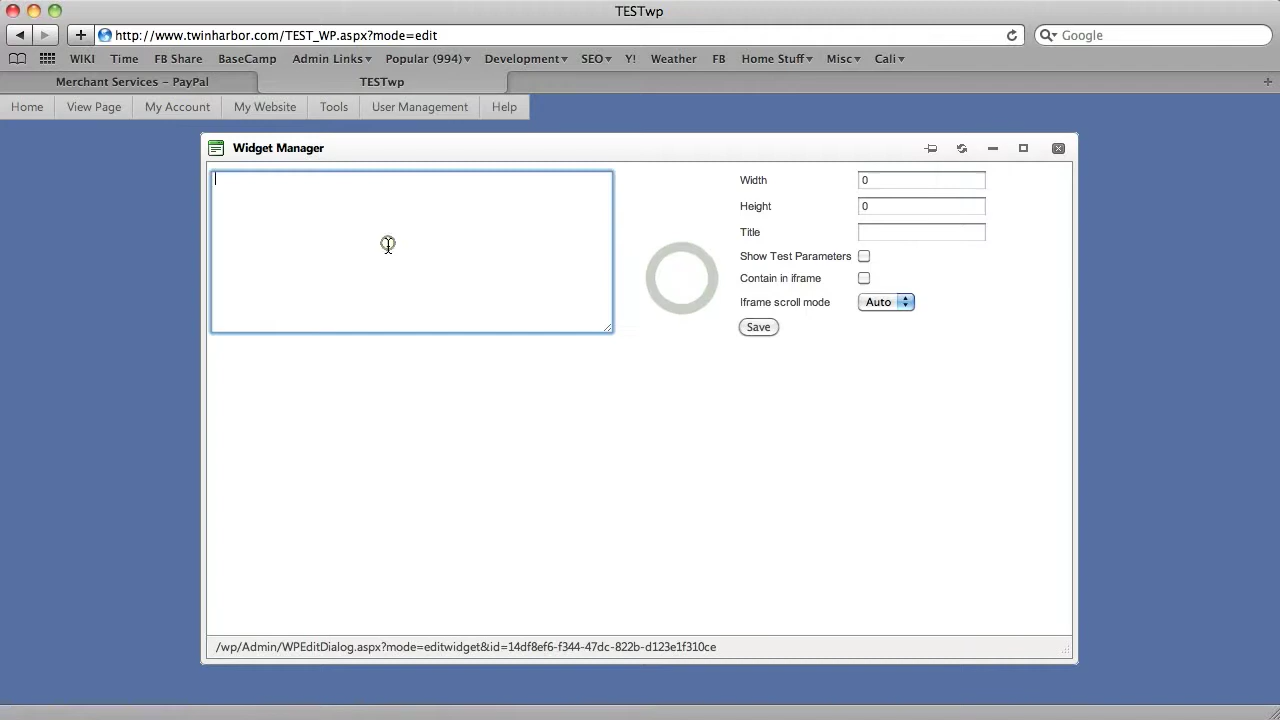 TESTwp
http://www.twinharbor.com/TEST_WP.aspx?mode=edit
Google
WIKI Time FB Share BaseCamp Admin Links Popular (994) Development SEO Y! Weather FB Home Stuff Misc Cali
Merchant Services – PayPal TESTwp
Home View Page My Account My Website Tools User Management Help
Widget Manager
Width 0
Height 0
Title
Show Test Parameters
Contain in iframe
Iframe scroll mode Auto
Save
/wp/Admin/WPEditDialog.aspx?mode=editwidget&id=14df8ef6-f344-47dc-822b-d123e1f310ce